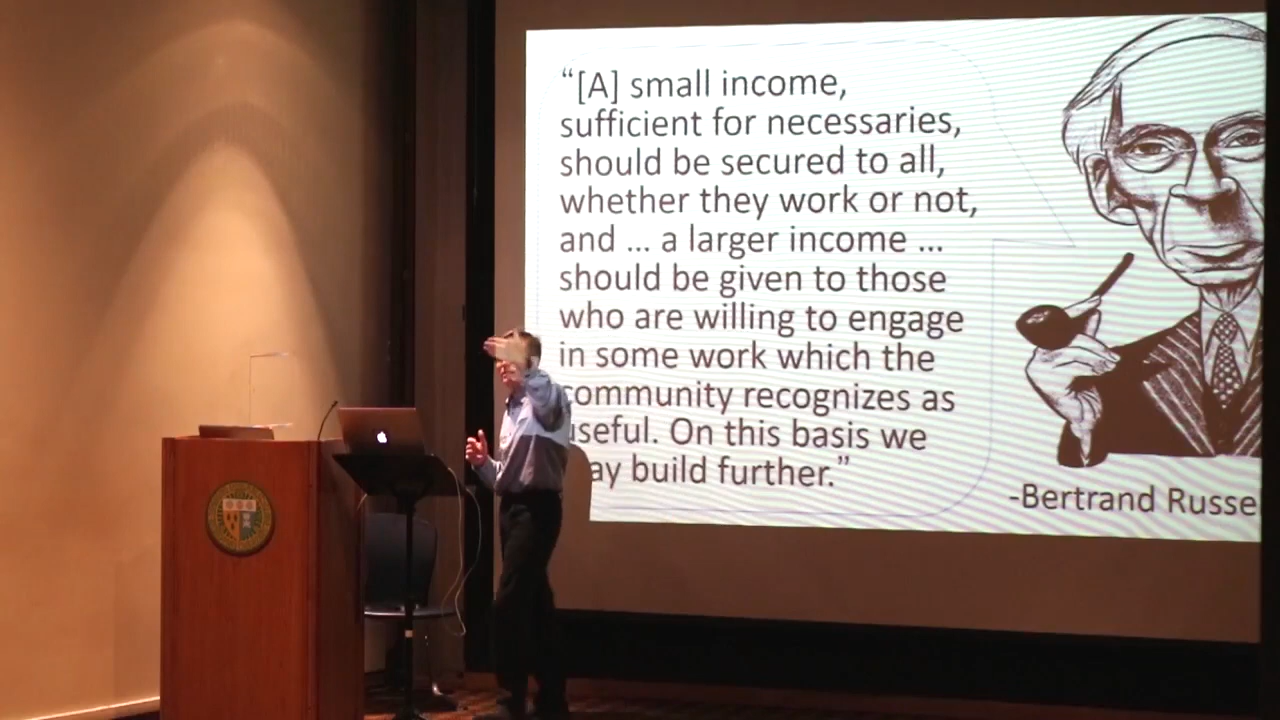 “[A] small income,
sufficient for necessaries,
should be secured to all,
whether they work or not,
and ... a larger income ...
should be given to those
who are willing to engage
in some work which the
community recognizes as
useful. On this basis we
ay build further.”
-Bertrand Russe